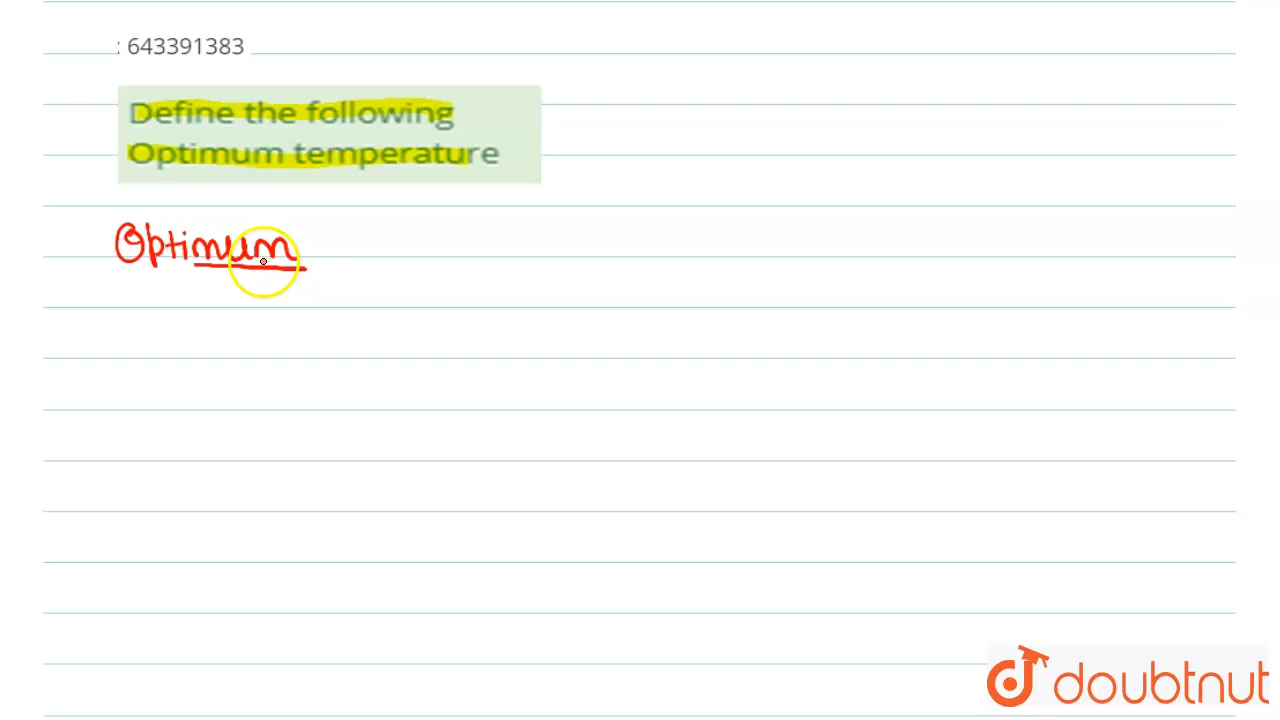 : 643391383
Define the following
Optimum temperature
Optimum
doubtnut